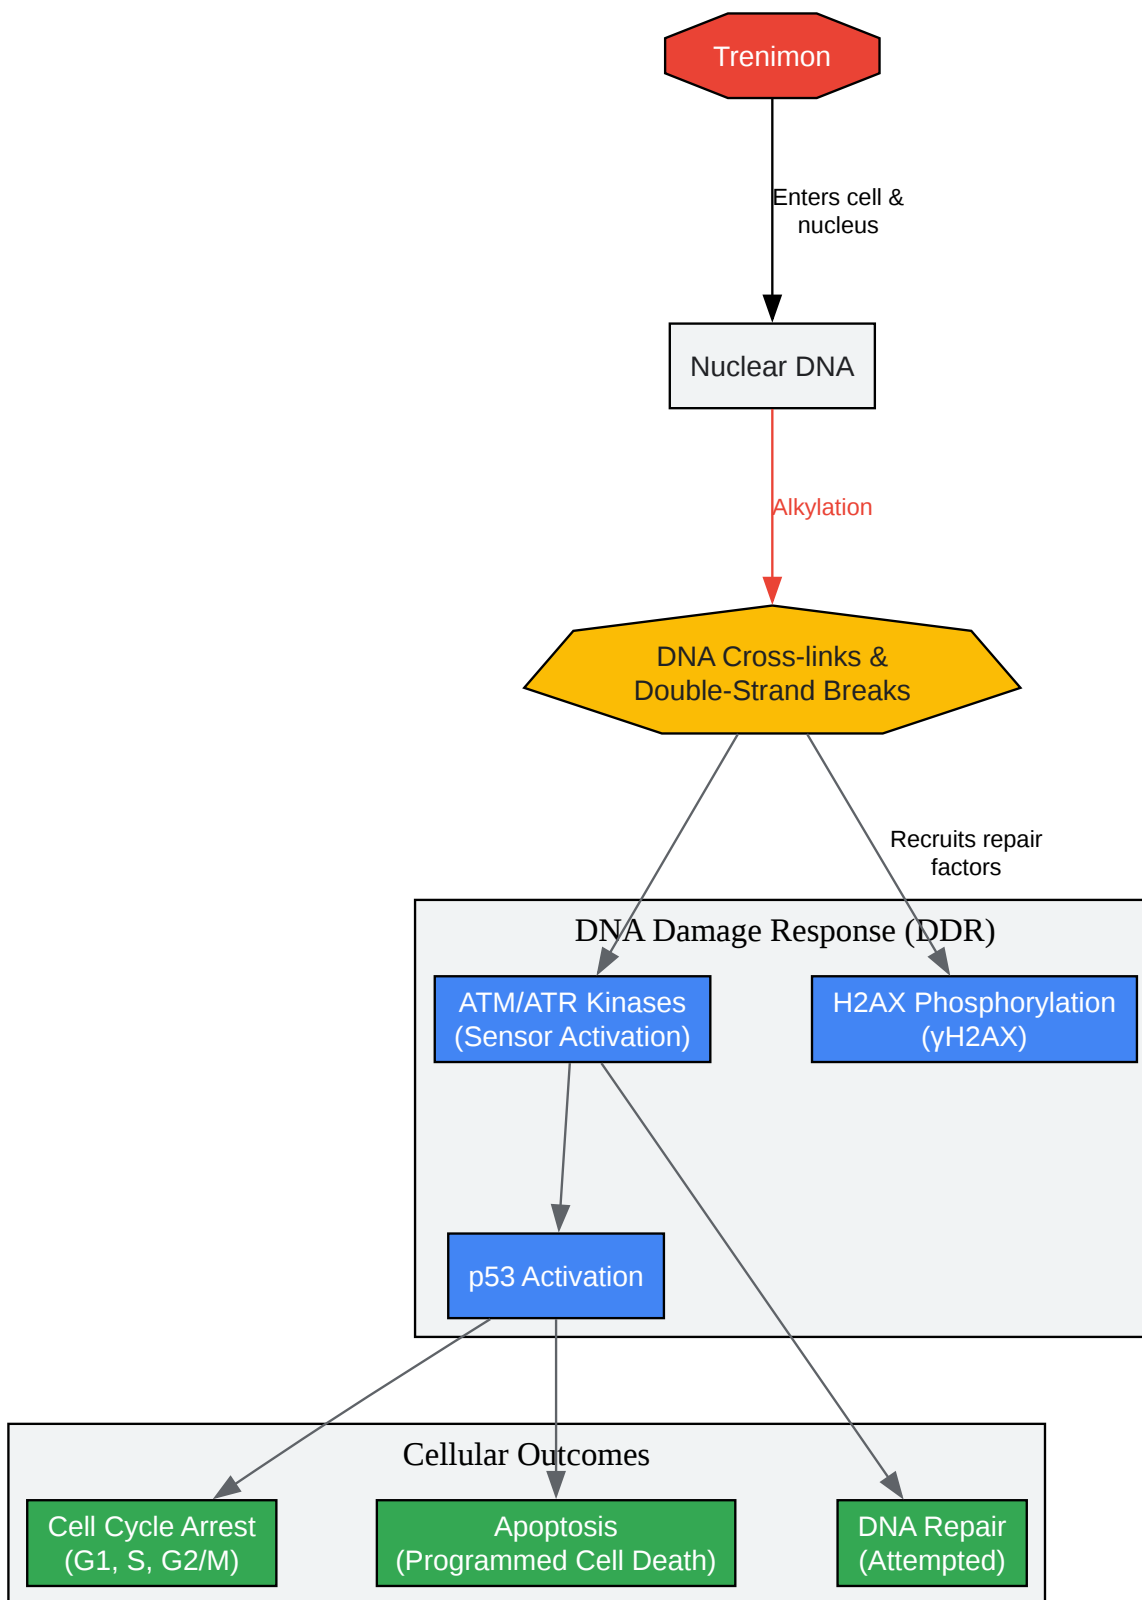 Trenimon
Enters cell &
nucleus
Nuclear DNA
Alkylation
DNA Cross-links &
Double-Strand Breaks
Recruits repair
factors
DNA Damage Response (DDR)
ATM/ATR Kinases
(Sensor Activation)
H2AX Phosphorylation
(γH2AX)
p53 Activation
Cellular Outcomes
Cell Cycle Arrest
(G1, S, G2/M)
Apoptosis
(Programmed Cell Death)
DNA Repair
(Attempted)